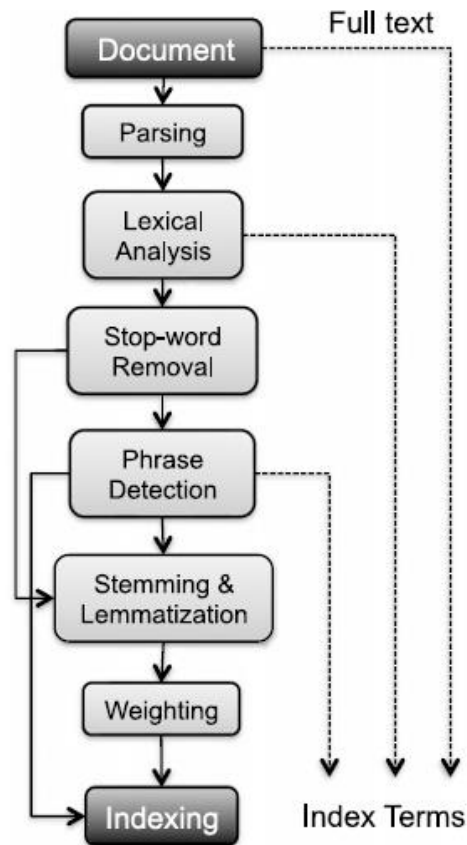 Full text
Document
Parsing
Lexical
Analysis
Stop-word
Removal
Phrase
Detection
Stemming &
Lemmatization
Weighting
Indexing
Index Terms